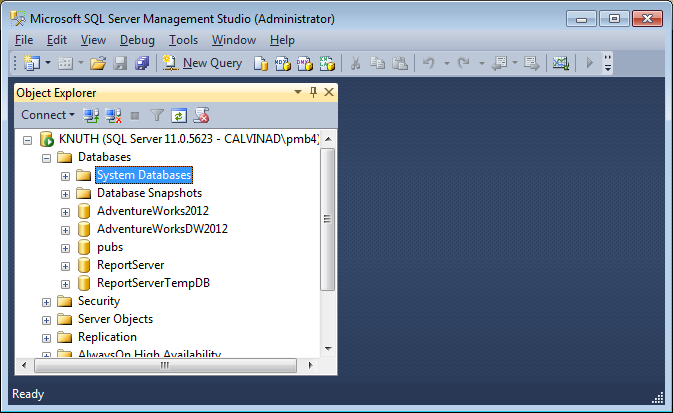 Microsoft SQL Server Management Studio (Administrator)
File Edit View Debug Tools Window Help
New Query
Object Explorer
Connect
KNUTH (SQL Server 11.0.5623 - CALVINAD\pmb4)
Databases
System Databases
Database Snapshots
AdventureWorks2012
AdventureWorksDW2012
pubs
ReportServer
ReportServerTempDB
Security
Server Objects
Replication
AlwaysOn High Availability
Ready